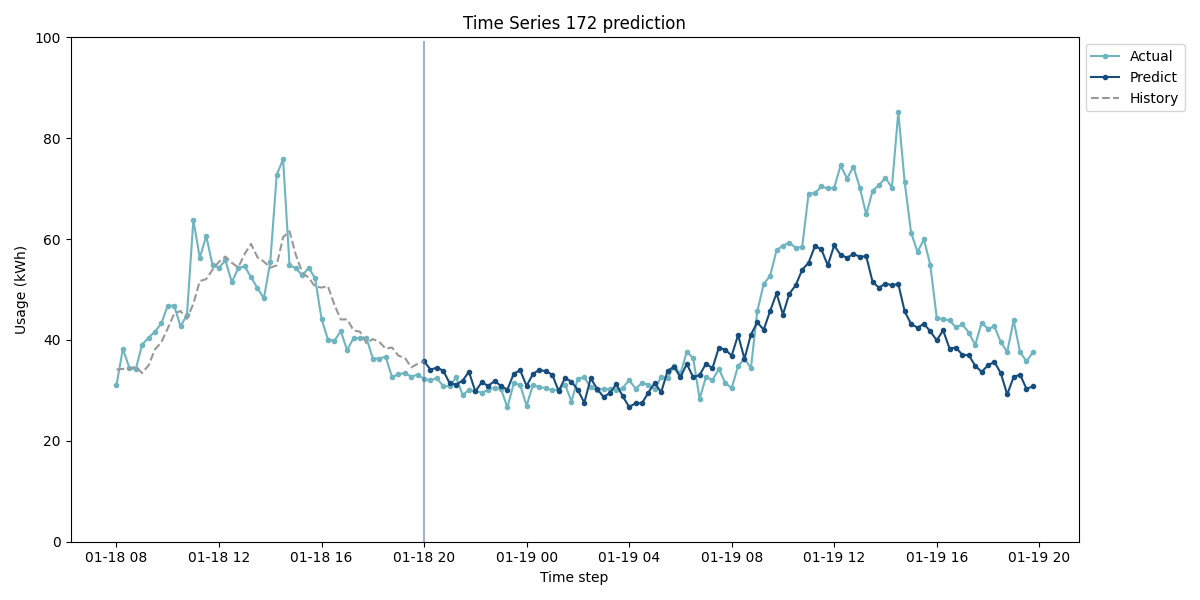 Time Series 172 prediction
100
80
60
40
20
0
Usage (kWh)
01-18 08 01-18 12 01-18 16 01-18 20 01-19 00 01-19 04 01-19 08 01-19 12 01-19 16 01-19 20
Time step
Actual
Predict
History